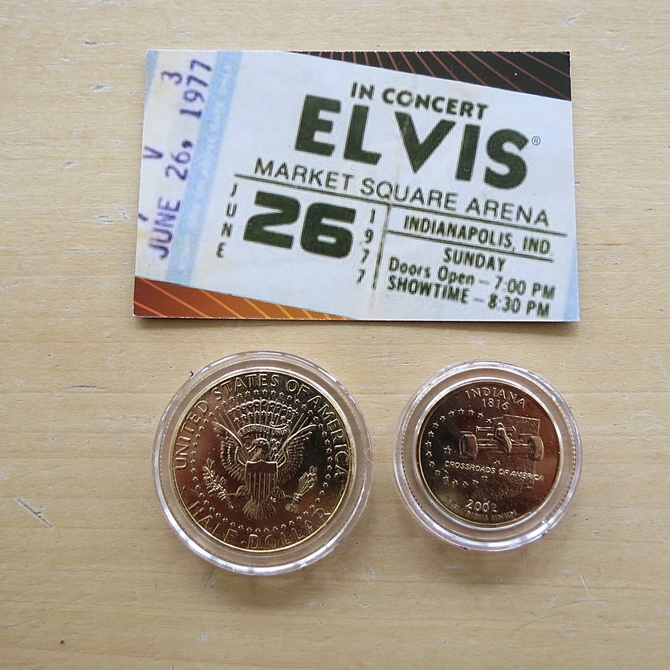 3
V
JUNE 26, 1977
IN CONCERT
ELVIS®
MARKET SQUARE ARENA
JUNE
26
1977
INDIANAPOLIS, IND
SUNDAY
Doors Open – 7:00 PM
SHOWTIME – 8:30 PM
UNITED STATES OF AMERICA
HALF DOLLAR
INDIANA
1816
CROSSROADS OF AMERICA
2002